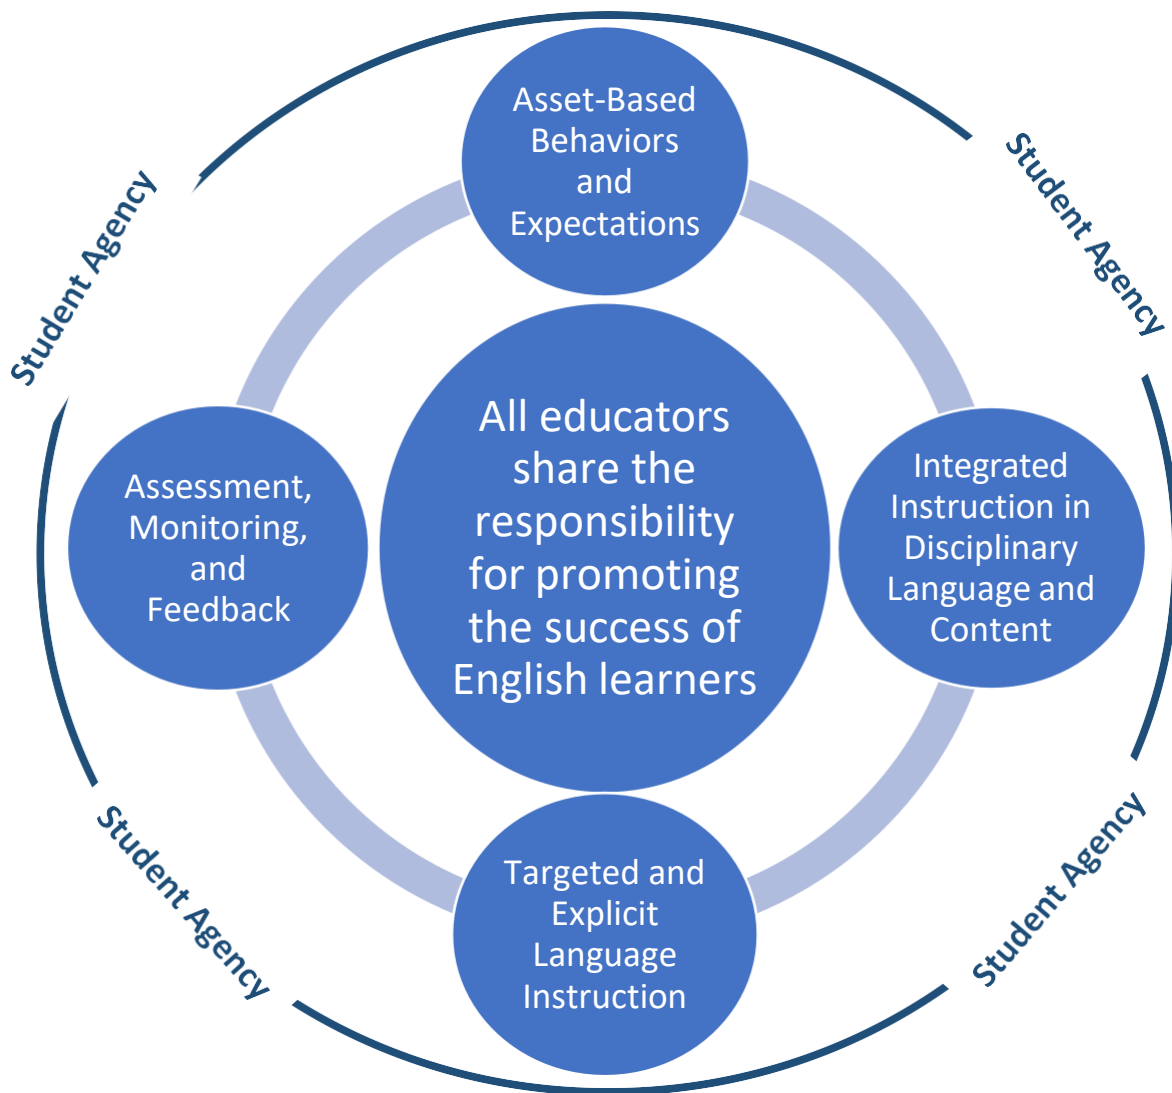 Asset-Based
Behaviors
and
Expectations
Student Agency
Student Agency
All educators
share the
responsibility
for promoting
the success of
English learners
Assessment,
Monitoring,
and
Feedback
Integrated
Instruction in
Disciplinary
Language and
Content
Targeted and
Explicit
Language
Instruction
Student Agency
Student Agency